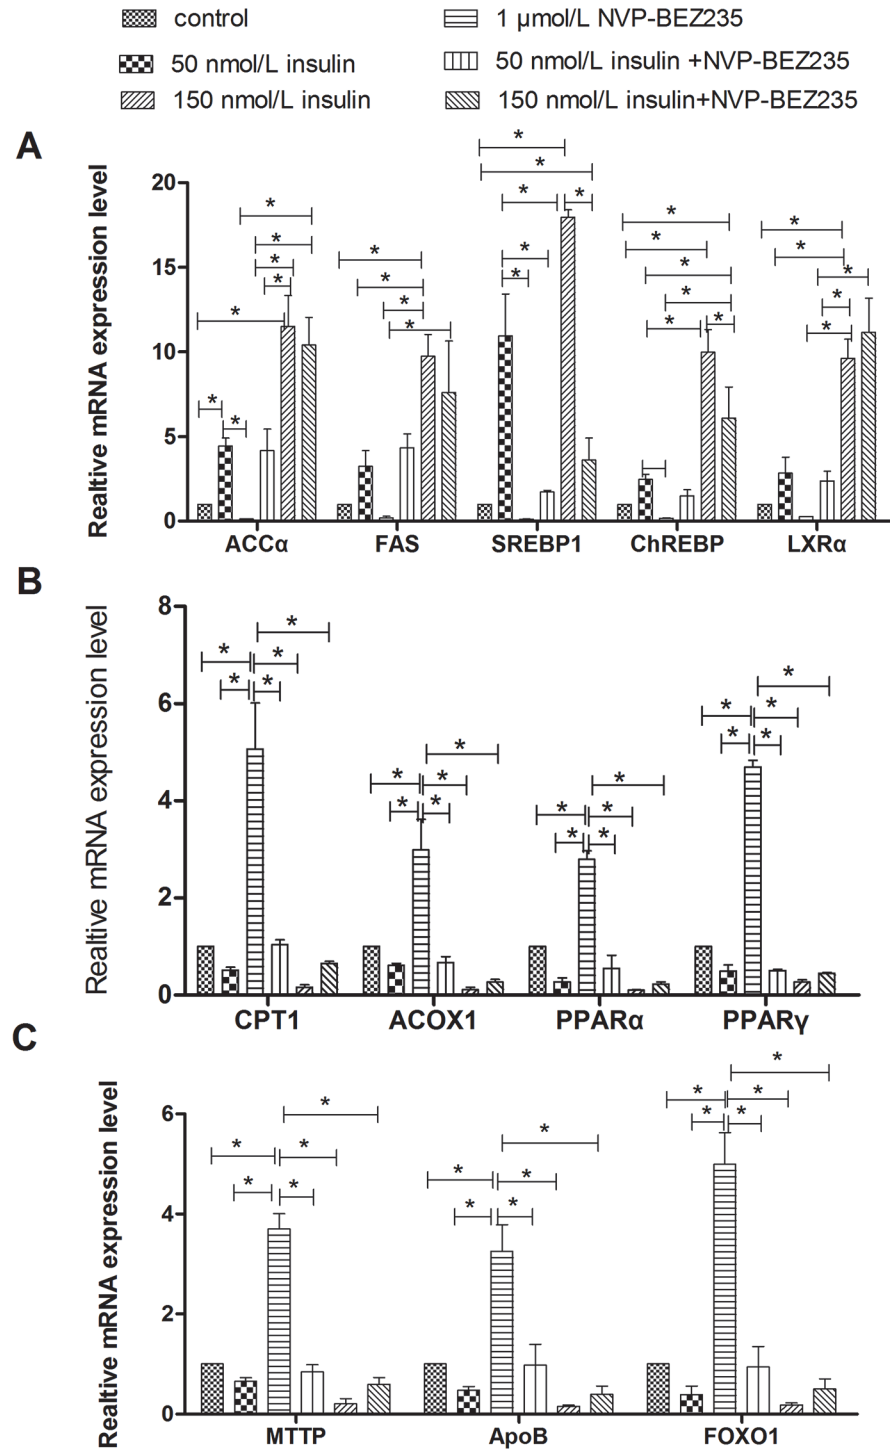 control
1 μmol/L NVP-BEZ235
50 nmol/L insulin
50 nmol/L insulin +NVP-BEZ235
150 nmol/L insulin
150 nmol/L insulin+NVP-BEZ235
A
Realtive mRNA expression level
20
15
10
5
0
* * * * * * * *
* * * *
* * * * * *
* * * * * *
* * * * *
ACCα FAS SREBP1 ChREBP LXRα
B
Realtive mRNA expression level
8
6
4
2
0
* * * * *
* * * * *
* * * * *
* * * * *
CPT1 ACOX1 PPARα PPARγ
C
Realtive mRNA expression level
6
4
2
0
* * * * *
* * * * *
* * * * *
MTTP ApoB FOXO1